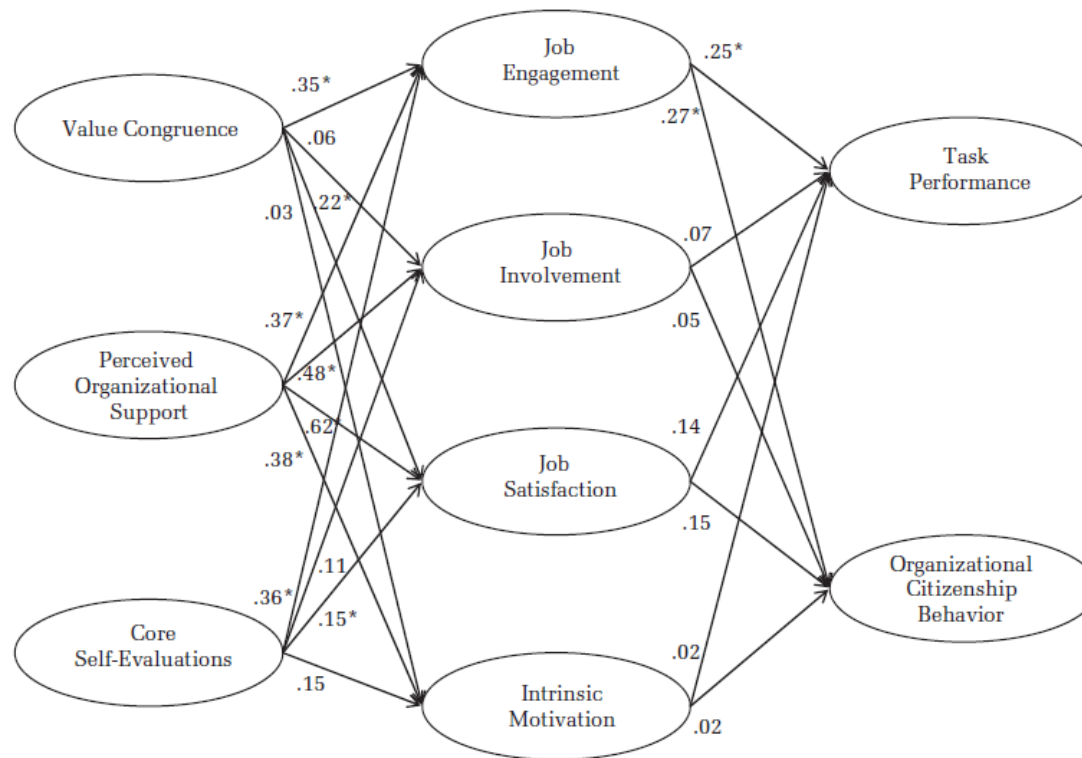 Job
Engagement
.25*
.35*
.27*
Value Congruence
.06
Task
Performance
.03
.22*
Job
Involvement
.07
.05
.37*
Perceived
Organizational
Support
.48*
.62*
.38*
.14
Job
Satisfaction
.15
.11
Organizational
Citizenship
Behavior
.36*
.15*
Core
Self-Evaluations
.15
.02
Intrinsic
Motivation
.02